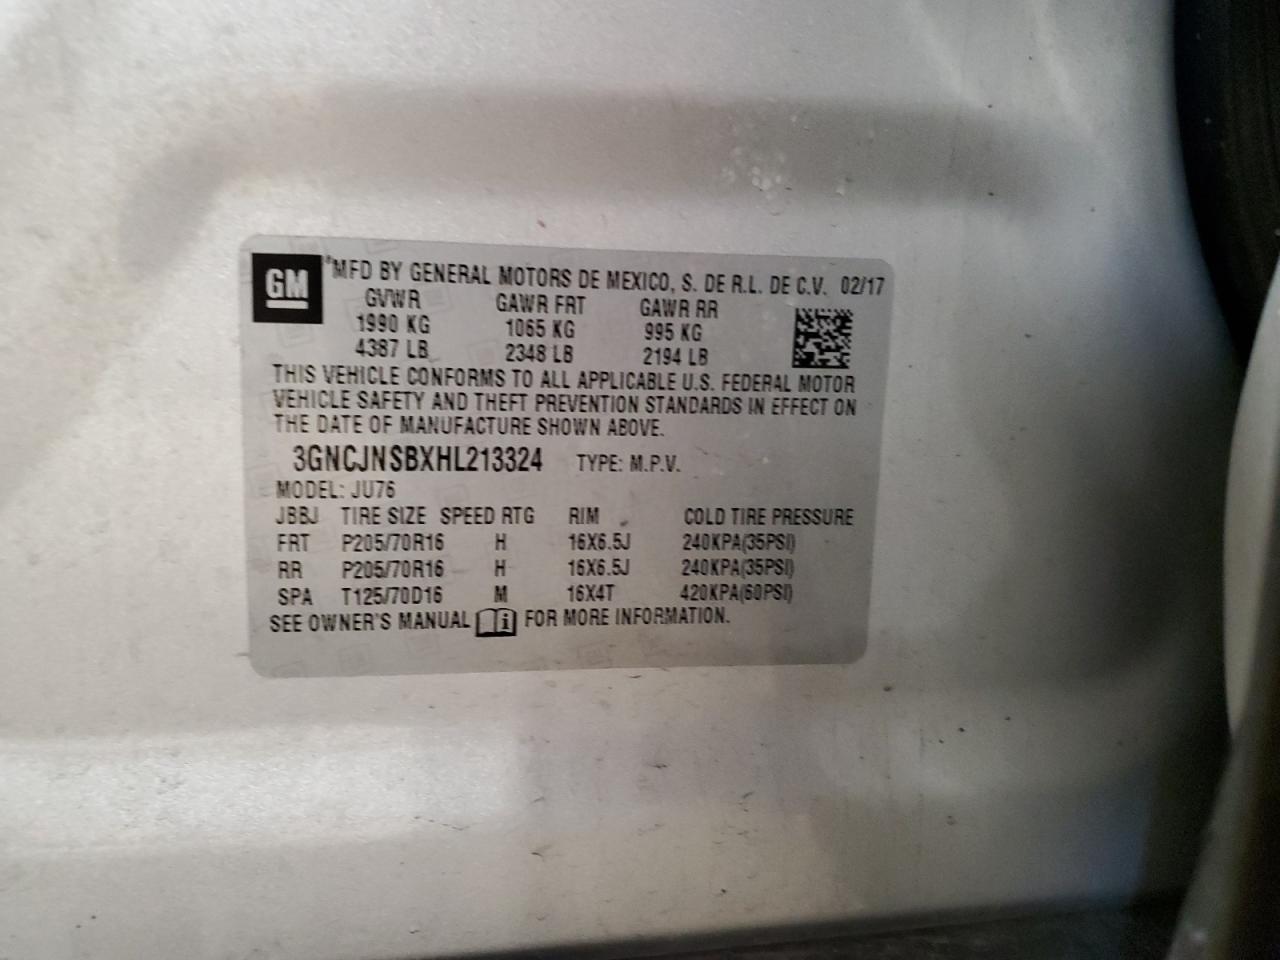 GM
MFD BY GENERAL MOTORS DE MEXICO, S. DE R.L. DE C.V. 02/17
GVWR GAWR FRT GAWR RR
1990 KG 1065 KG 995 KG
4387 LB 2348 LB 2194 LB
THIS VEHICLE CONFORMS TO ALL APPLICABLE U.S. FEDERAL MOTOR
VEHICLE SAFETY AND THEFT PREVENTION STANDARDS IN EFFECT ON
THE DATE OF MANUFACTURE SHOWN ABOVE.
3GNCJNSBXHL213324 TYPE: M.P.V.
MODEL: JU76
JBBJ TIRE SIZE SPEED RTG RIM COLD TIRE PRESSURE
FRT P205/70R16 H 16X6.5J 240KPA(35PSI)
RR P205/70R16 H 16X6.5J 240KPA(35PSI)
SPA T125/70D16 M 16X4T 420KPA(60PSI)
SEE OWNER'S MANUAL i FOR MORE INFORMATION.